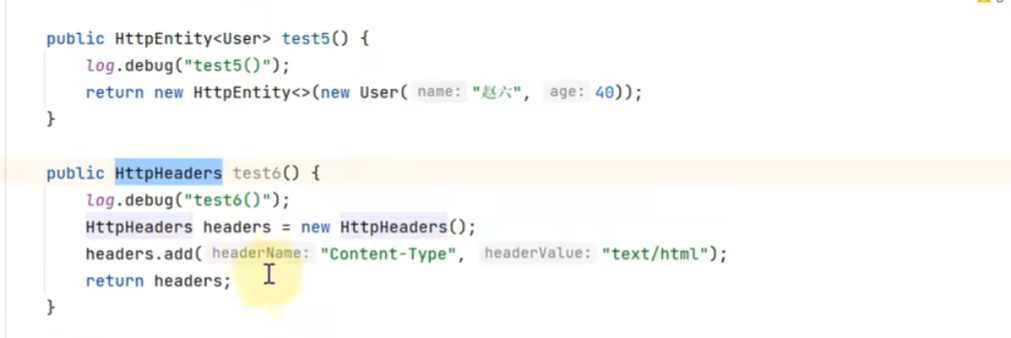 public HttpEntity<User> test5() {
log.debug("test5()");
return new HttpEntity<>(new User( name: "赵六", age: 40));
}
public HttpHeaders test6() {
log.debug("test6()");
HttpHeaders headers = new HttpHeaders();
headers.add( headerName: "Content-Type", headerValue: "text/html");
return headers;
}